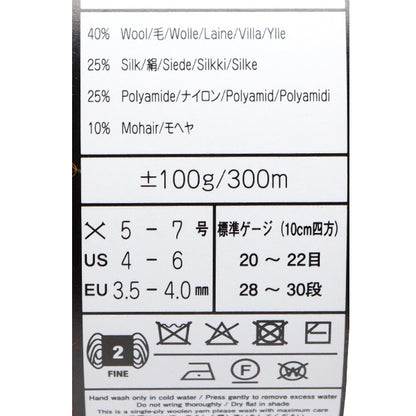 40% Wool/毛/Wolle/Laine/Villa/Ylle
25% Silk/絹/Siede/Silkki/Silke
25% Polyamide/ナイロン/Polyamid/Polyamidi
10% Mohair/モヘヤ
±100g/300m
5 - 7 号
US 4 - 6
EU 3.5 - 4.0 mm
標準ゲージ (10cm四方)
20 ～ 22目
28 ～ 30段
2
FINE
F
Hand wash only in cold water / Press gently to remove excess water
Do not wring thoroughly / Dry flat in shade
This is a single-ply woolen yarn please wash with maximum care